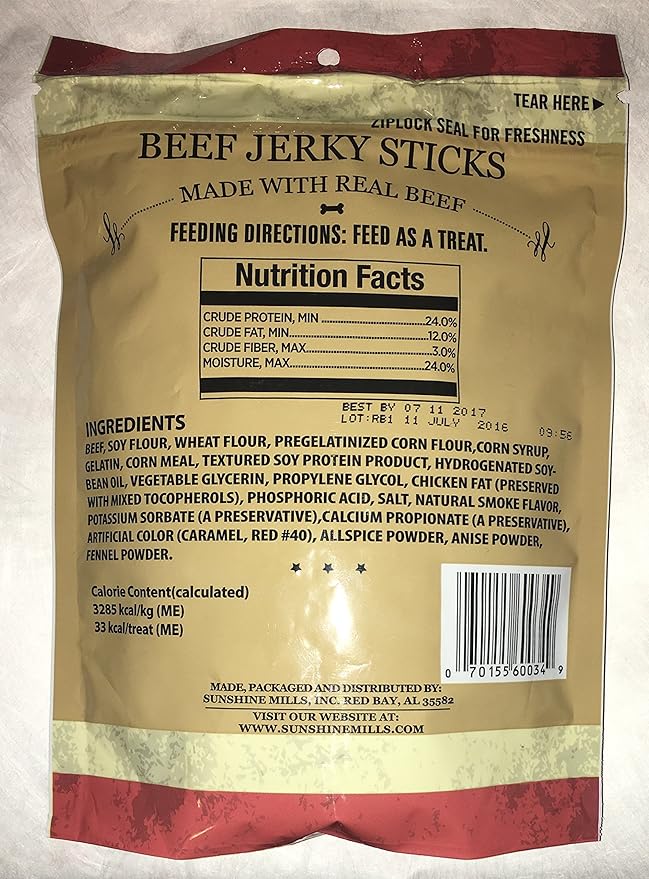 TEAR HERE▶
ZIPLOCK SEAL FOR FRESHNESS
BEEF JERKY STICKS
MADE WITH REAL BEEF
FEEDING DIRECTIONS: FEED AS A TREAT.
Nutrition Facts
CRUDE PROTEIN, MIN ........................24.0%
CRUDE FAT, MIN........................12.0%
CRUDE FIBER, MAX........................3.0%
MOISTURE, MAX........................24.0%
BEST BY 07 11 2017
LOT:RB1 11 JULY 2016 09:56
INGREDIENTS
BEEF, SOY FLOUR, WHEAT FLOUR, PREGELATINIZED CORN FLOUR,CORN SYRUP,
GELATIN, CORN MEAL, TEXTURED SOY PROTEIN PRODUCT, HYDROGENATED SOY-
BEAN OIL, VEGETABLE GLYCERIN, PROPYLENE GLYCOL, CHICKEN FAT (PRESERVED
WITH MIXED TOCOPHEROLS), PHOSPHORIC ACID, SALT, NATURAL SMOKE FLAVOR,
POTASSIUM SORBATE (A PRESERVATIVE),CALCIUM PROPIONATE (A PRESERVATIVE),
ARTIFICIAL COLOR (CARAMEL, RED #40), ALLSPICE POWDER, ANISE POWDER,
FENNEL POWDER.
Calorie Content(calculated)
3285 kcal/kg (ME)
33 kcal/treat (ME)
0 70155 60034 9
MADE, PACKAGED AND DISTRIBUTED BY:
SUNSHINE MILLS, INC. RED BAY, AL 35582
VISIT OUR WEBSITE AT:
WWW.SUNSHINEMILLS.COM